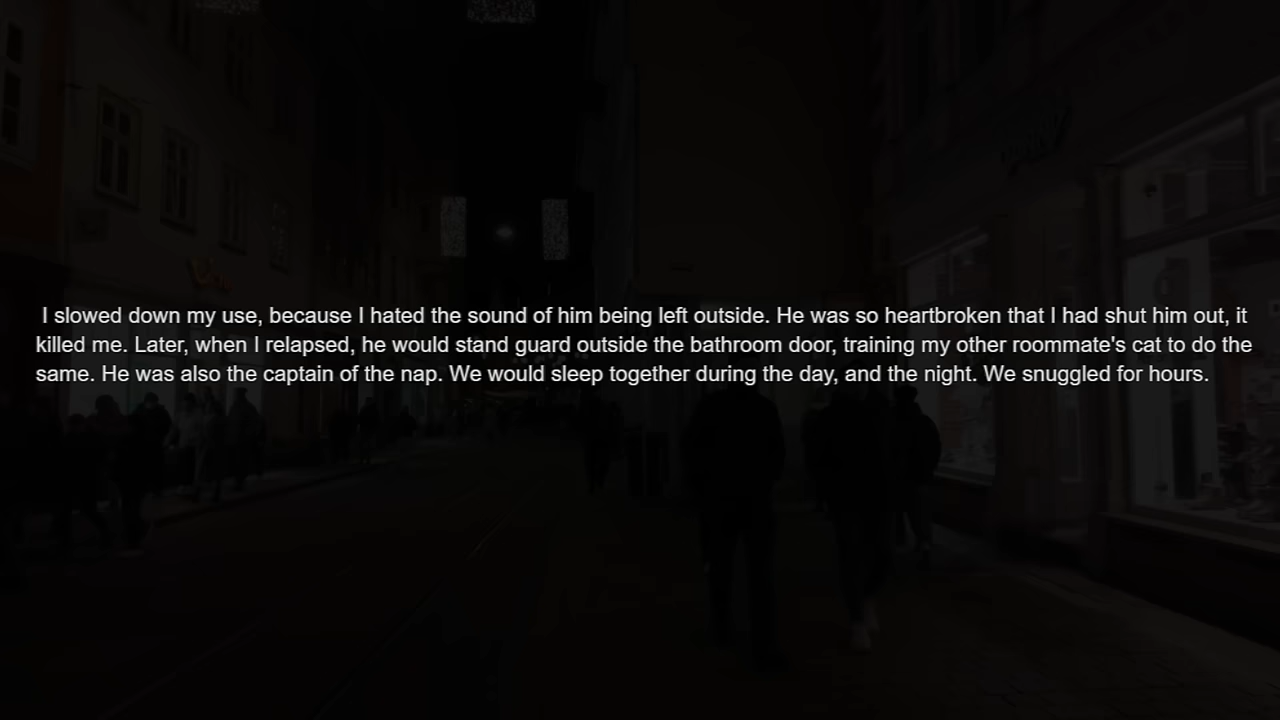 I slowed down my use, because I hated the sound of him being left outside. He was so heartbroken that I had shut him out, it
killed me. Later, when I relapsed, he would stand guard outside the bathroom door, training my other roommate's cat to do the
same. He was also the captain of the nap. We would sleep together during the day, and the night. We snuggled for hours.